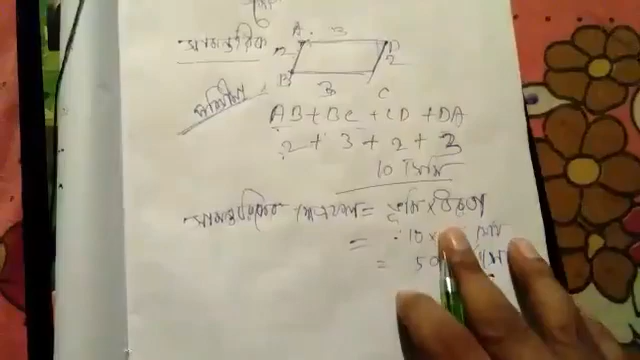 A 3 D
সামন্তরিক 2 2
B 3 C
পরিসীমা
AB + BC + CD + DA
2 + 3 + 2 + 3
10 সেমি
সামন্তরিকের ক্ষেত্রফল = ভূমি × উচ্চতা
= 10 ×
= 50